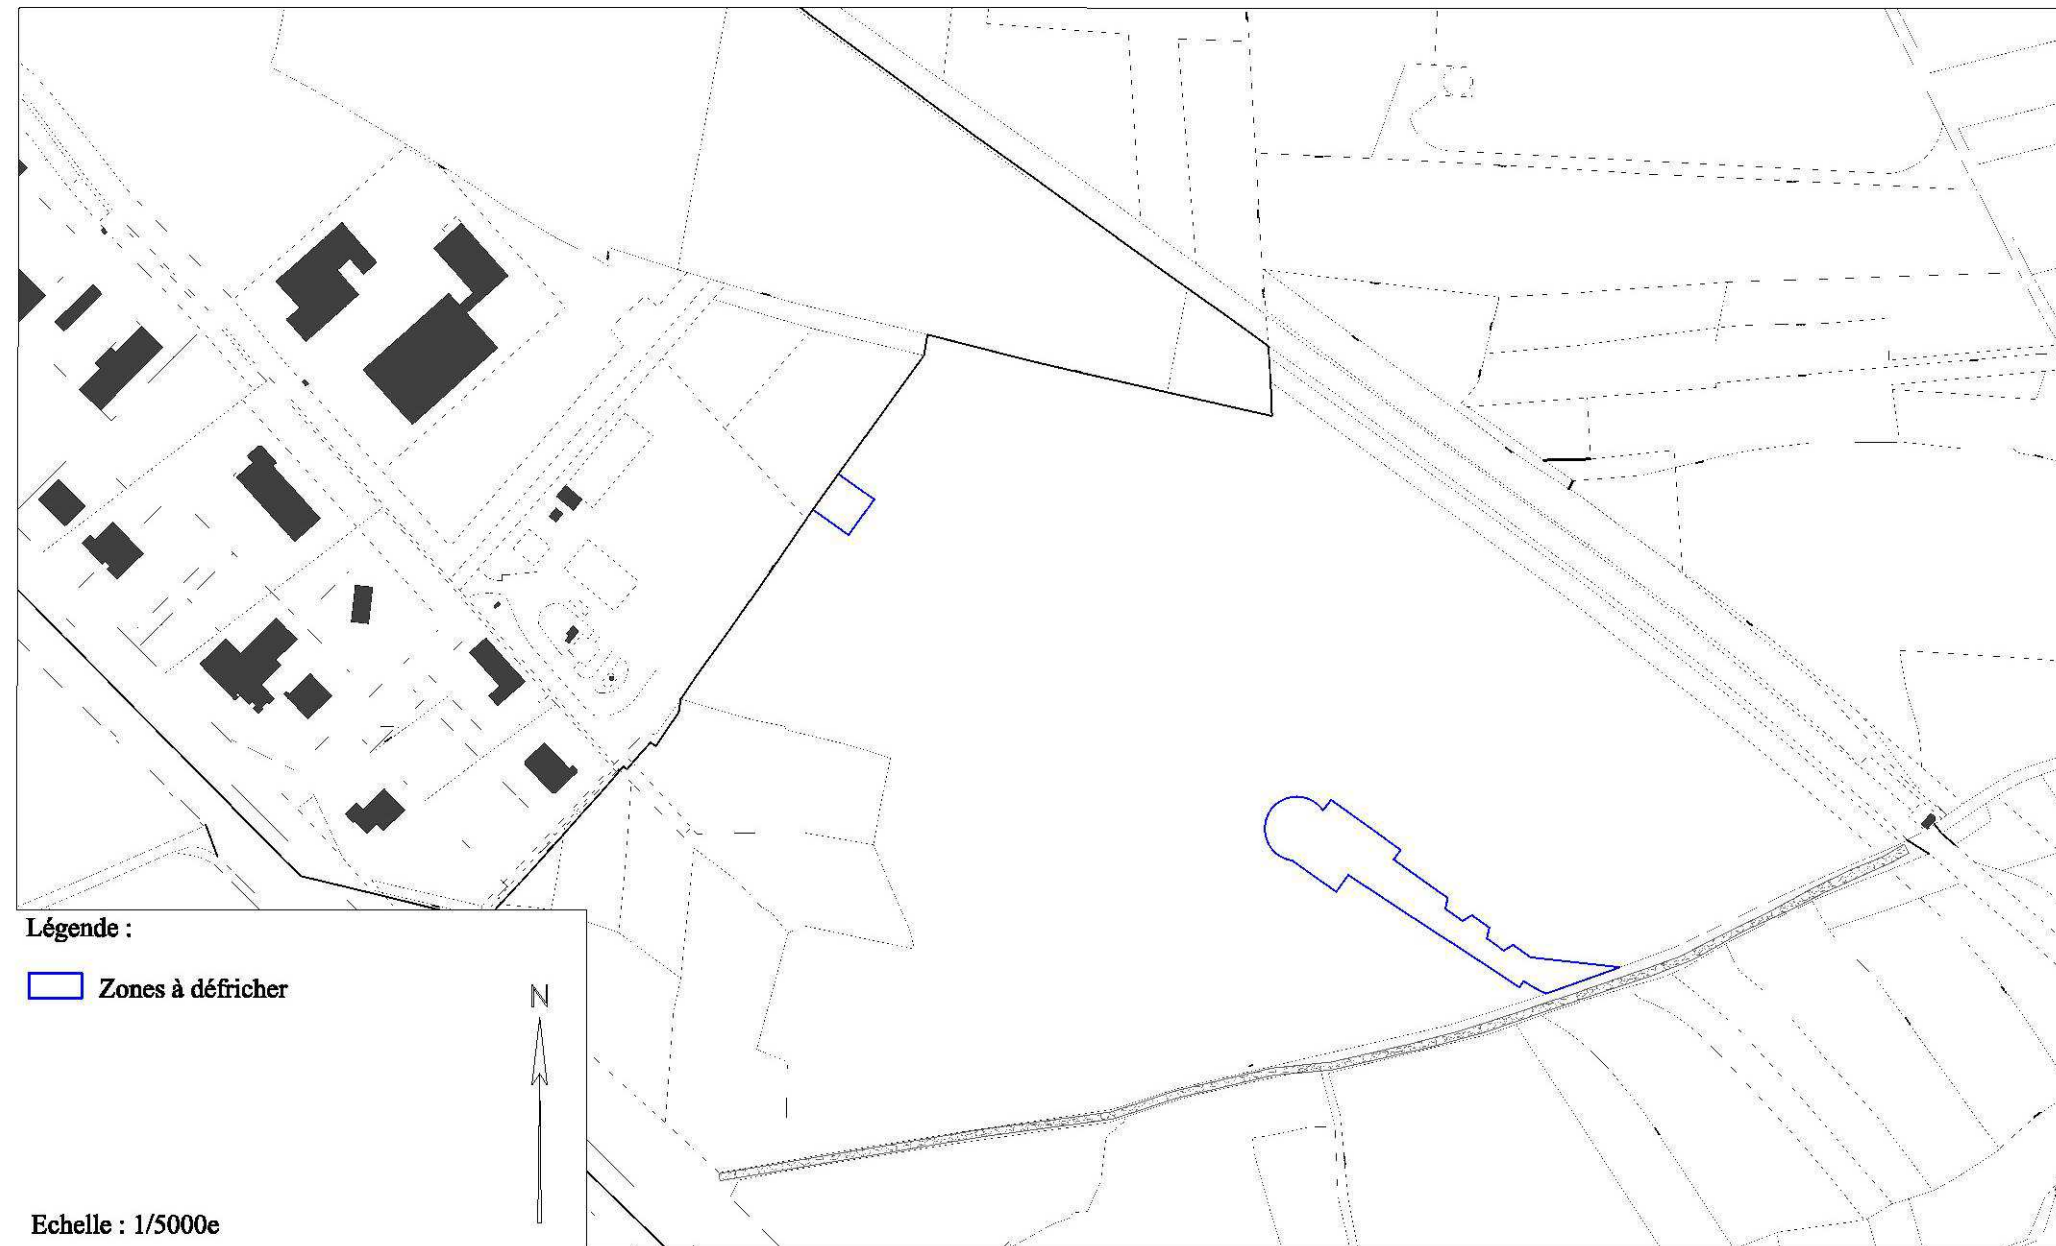 Légende :
Zones à défricher
N
Echelle : 1/5000e